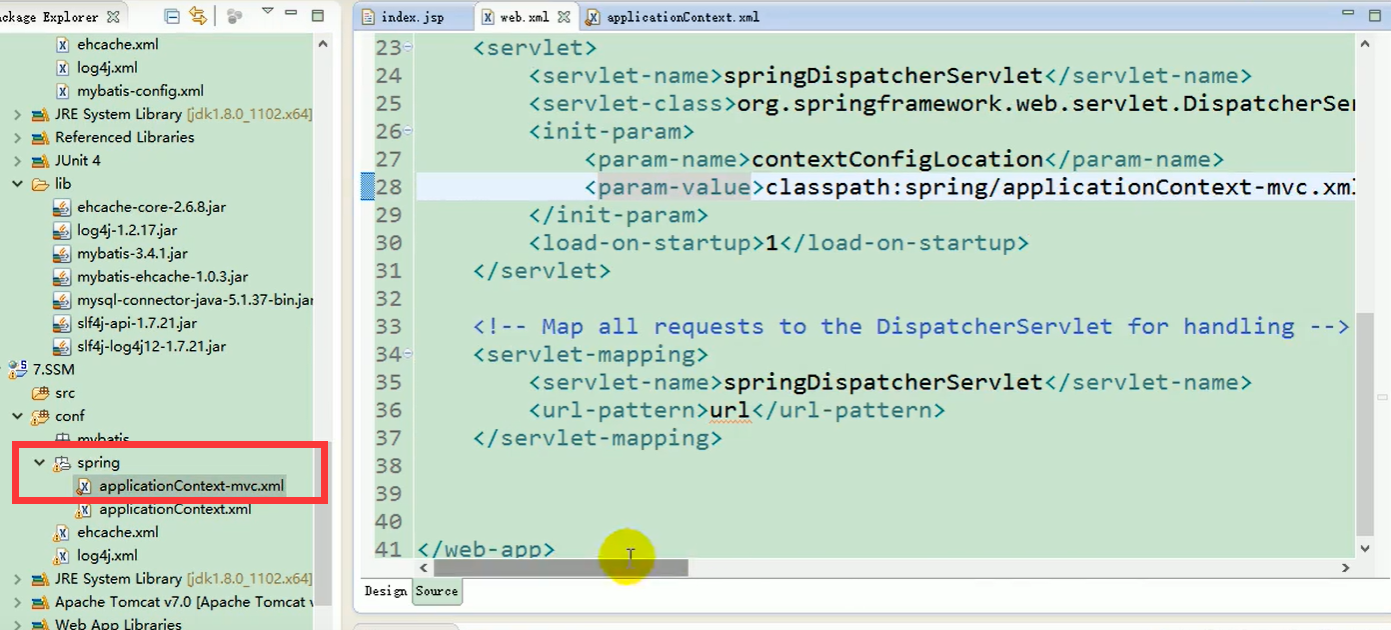 ackage Explorer
ehcache.xml
log4j.xml
mybatis-config.xml
JRE System Library [jdk1.8.0_1102.x64]
Referenced Libraries
JUnit 4
lib
ehcache-core-2.6.8.jar
log4j-1.2.17.jar
mybatis-3.4.1.jar
mybatis-ehcache-1.0.3.jar
mysql-connector-java-5.1.37-bin.jar
slf4j-api-1.7.21.jar
slf4j-log4j12-1.7.21.jar
7.SSM
src
conf
mybatis
spring
applicationContext-mvc.xml
applicationContext.xml
ehcache.xml
log4j.xml
JRE System Library [jdk1.8.0_1102.x64]
Apache Tomcat v7.0 [Apache Tomcat v
Web App Libraries
index.jsp
web.xml
applicationContext.xml
23 <servlet>
24 <servlet-name>springDispatcherServlet</servlet-name>
25 <servlet-class>org.springframework.web.servlet.DispatcherSer
26 <init-param>
27 <param-name>contextConfigLocation</param-name>
28 <param-value>classpath:spring/applicationContext-mvc.xml
29 </init-param>
30 <load-on-startup>1</load-on-startup>
31 </servlet>
32
33 <!-- Map all requests to the DispatcherServlet for handling -->
34 <servlet-mapping>
35 <servlet-name>springDispatcherServlet</servlet-name>
36 <url-pattern>url</url-pattern>
37 </servlet-mapping>
38
39
40
41 </web-app>
Design
Source